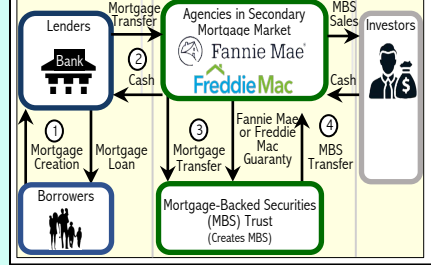 Mortgage
Transfer
MBS
Sales
Lenders
Bank
Agencies in Secondary
Mortgage Market
Fannie Mae®
Freddie Mac
Investors
2
Cash
Cash
1
Mortgage
Creation
Mortgage
Loan
3
Mortgage
Transfer
Fannie Mae
or Freddie
Mac
Guaranty
4
MBS
Transfer
$
Borrowers
Mortgage-Backed Securities
(MBS) Trust
(Creates MBS)